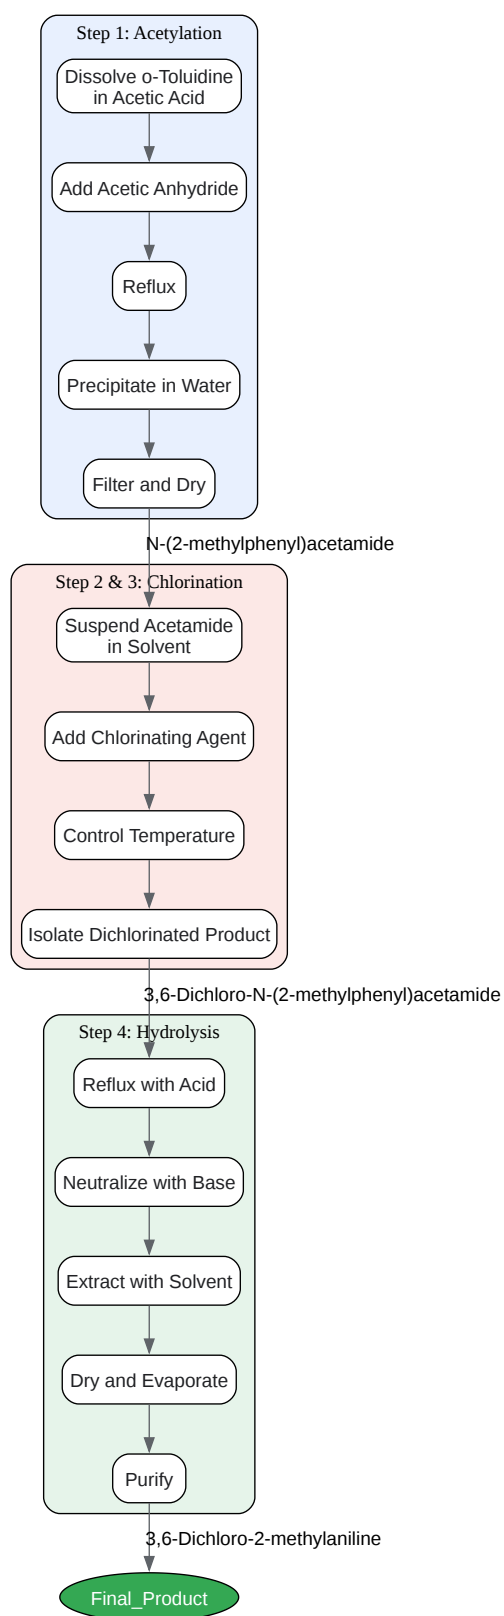 Step 1: Acetylation
Dissolve o-Toluidine
in Acetic Acid
Add Acetic Anhydride
Reflux
Precipitate in Water
Filter and Dry
N-(2-methylphenyl)acetamide
Step 2 & 3: Chlorination
Suspend Acetamide
in Solvent
Add Chlorinating Agent
Control Temperature
Isolate Dichlorinated Product
3,6-Dichloro-N-(2-methylphenyl)acetamide
Step 4: Hydrolysis
Reflux with Acid
Neutralize with Base
Extract with Solvent
Dry and Evaporate
Purify
3,6-Dichloro-2-methylaniline
Final_Product